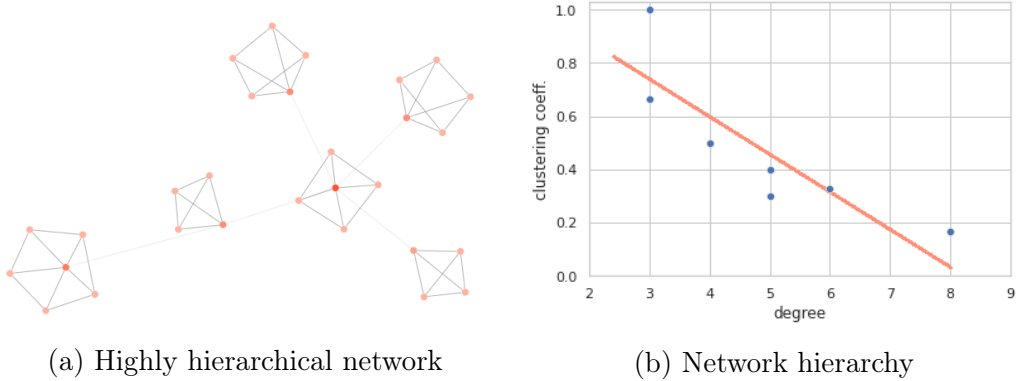 1.0
0.8
0.6
0.4
0.2
0.0
clustering coeff.
2 3 4 5 6 7 8 9
degree
(a) Highly hierarchical network
(b) Network hierarchy